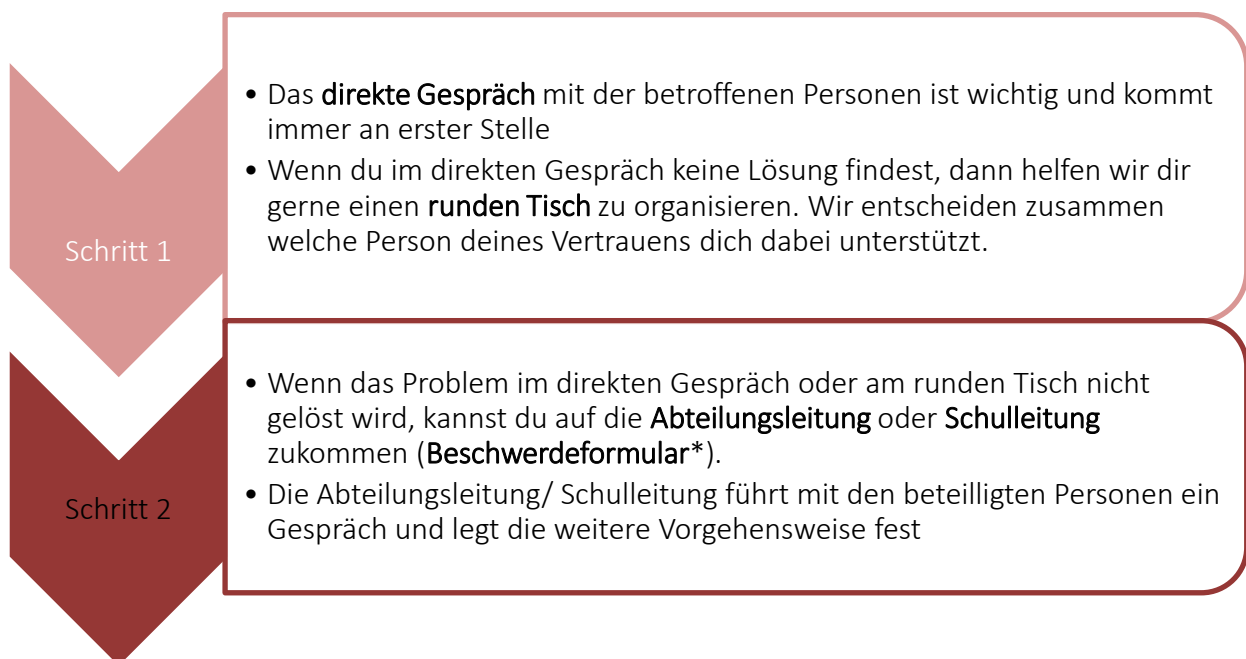 Schritt 1
• Das direkte Gespräch mit der betroffenen Personen ist wichtig und kommt
immer an erster Stelle
• Wenn du im direkten Gespräch keine Lösung findest, dann helfen wir dir
gerne einen runden Tisch zu organisieren. Wir entscheiden zusammen
welche Person deines Vertrauens dich dabei unterstützt.
Schritt 2
• Wenn das Problem im direkten Gespräch oder am runden Tisch nicht
gelöst wird, kannst du auf die Abteilungsleitung oder Schulleitung
zukommen (Beschwerdeformular*).
• Die Abteilungsleitung/ Schulleitung führt mit den beteilligten Personen ein
Gespräch und legt die weitere Vorgehensweise fest